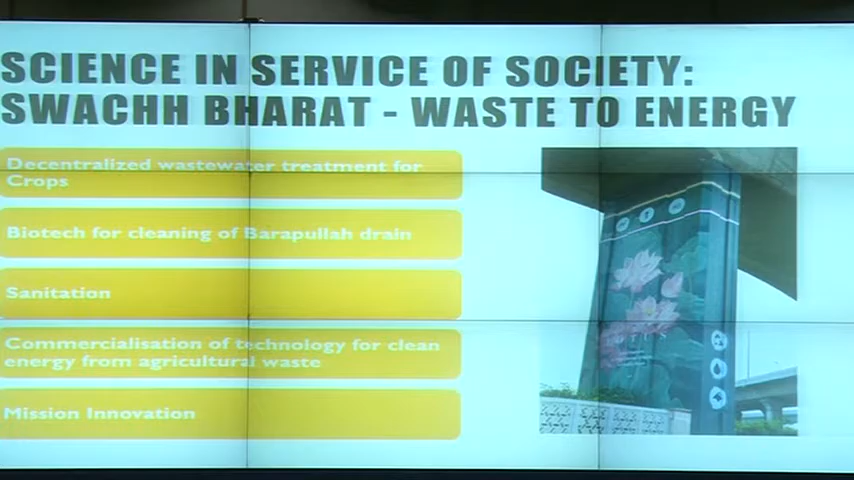 SCIENCE IN SERVICE OF SOCIETY:
SWACHH BHARAT - WASTE TO ENERGY
Decentralized wastewater treatment for
Crops
Biotech for cleaning of Barapullah drain
Sanitation
Commercialisation of technology for clean
energy from agricultural waste
Mission Innovation